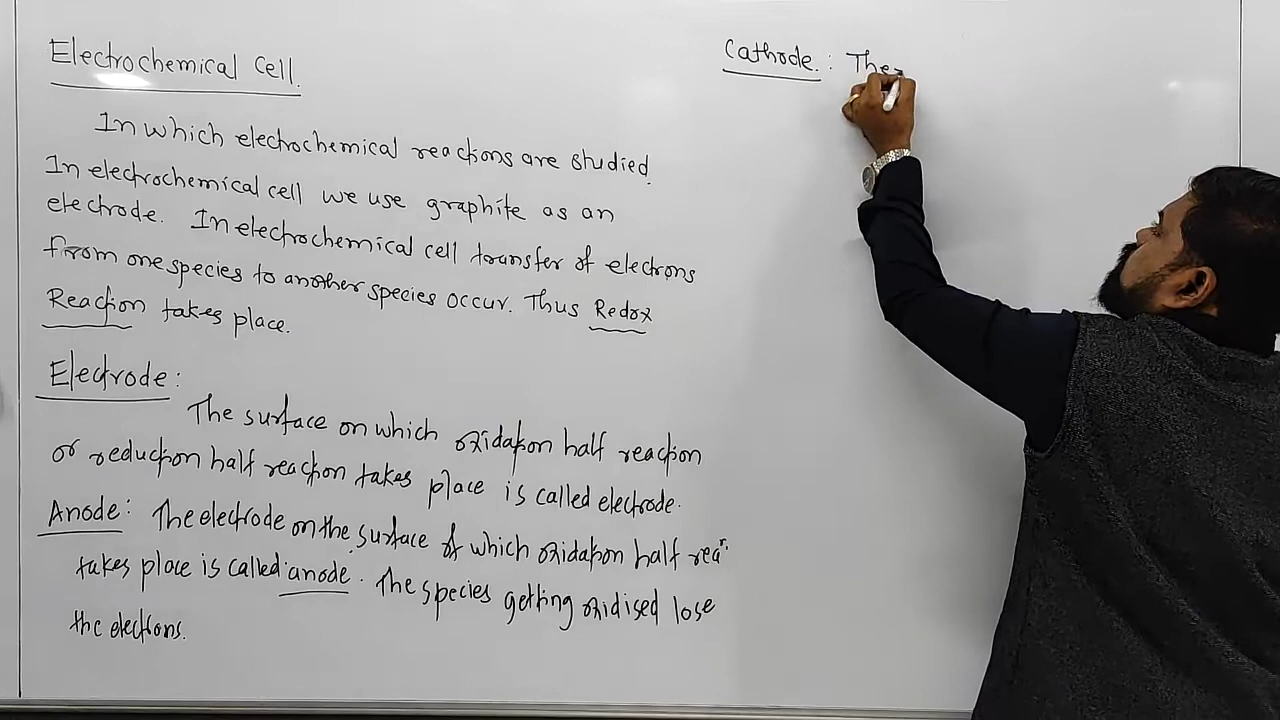 Electrochemical Cell.
In which electrochemical reactions are studied.
In electrochemical cell we use graphite as an
electrode. In electrochemical cell transfer of electrons
from one species to another species occur. Thus Redox
Reaction takes place.
Electrode:
The surface on which oxidation half reaction
or reduction half reaction takes place is called electrode.
Anode: The electrode on the surface of which oxidation half reaⁿ.
takes place is called anode. The species getting oxidised lose
the electrons.
Cathode.: The